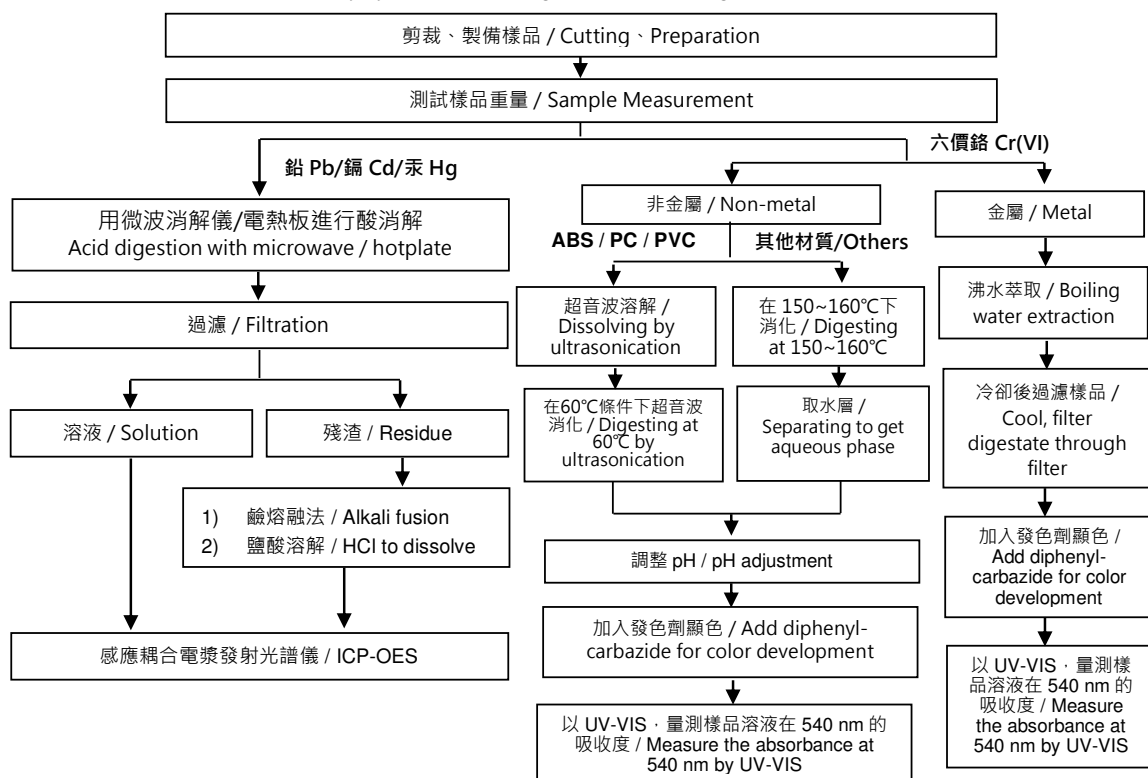 剪裁、製備樣品 / Cutting、Preparation
測試樣品重量 / Sample Measurement
鉛 Pb/鎘 Cd/汞 Hg
六價鉻 Cr(VI)
用微波消解儀/電熱板進行酸消解
Acid digestion with microwave / hotplate
非金屬 / Non-metal
金屬 / Metal
ABS / PC / PVC
其他材質/Others
過濾 / Filtration
超音波溶解 /
Dissolving by
ultrasonication
在 150~160℃下
消化 / Digesting
at 150~160℃
沸水萃取 / Boiling
water extraction
溶液 / Solution
殘渣 / Residue
在60℃條件下超音波
消化 / Digesting at
60℃ by
ultrasonication
取水層 /
Separating to get
aqueous phase
冷卻後過濾樣品 /
Cool, filter
digestate through
filter
1) 鹼熔融法 / Alkali fusion
2) 鹽酸溶解 / HCl to dissolve
調整 pH / pH adjustment
加入發色劑顯色 /
Add diphenyl-
carbazide for color
development
感應耦合電漿發射光譜儀 / ICP-OES
加入發色劑顯色 / Add diphenyl-
carbazide for color development
以 UV-VIS﹐量測樣
品溶液在 540 nm 的
吸收度 / Measure
the absorbance at
540 nm by UV-VIS
以 UV-VIS﹐量測樣品溶液在 540 nm 的
吸收度 / Measure the absorbance at
540 nm by UV-VIS